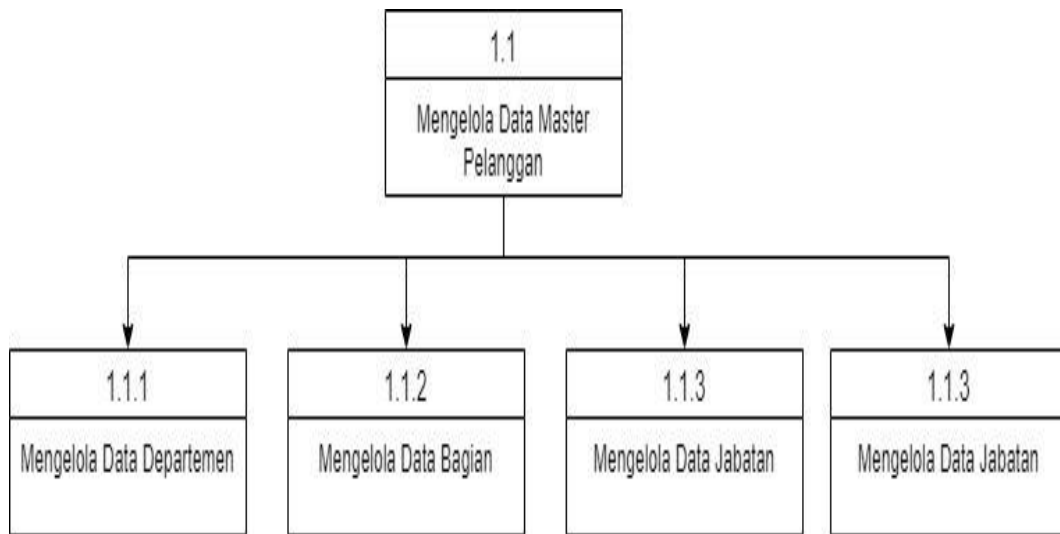 1.1
Mengelola Data Master
Pelanggan
1.1.1
Mengelola Data Departemen
1.1.2
Mengelola Data Bagian
1.1.3
Mengelola Data Jabatan
1.1.3
Mengelola Data Jabatan